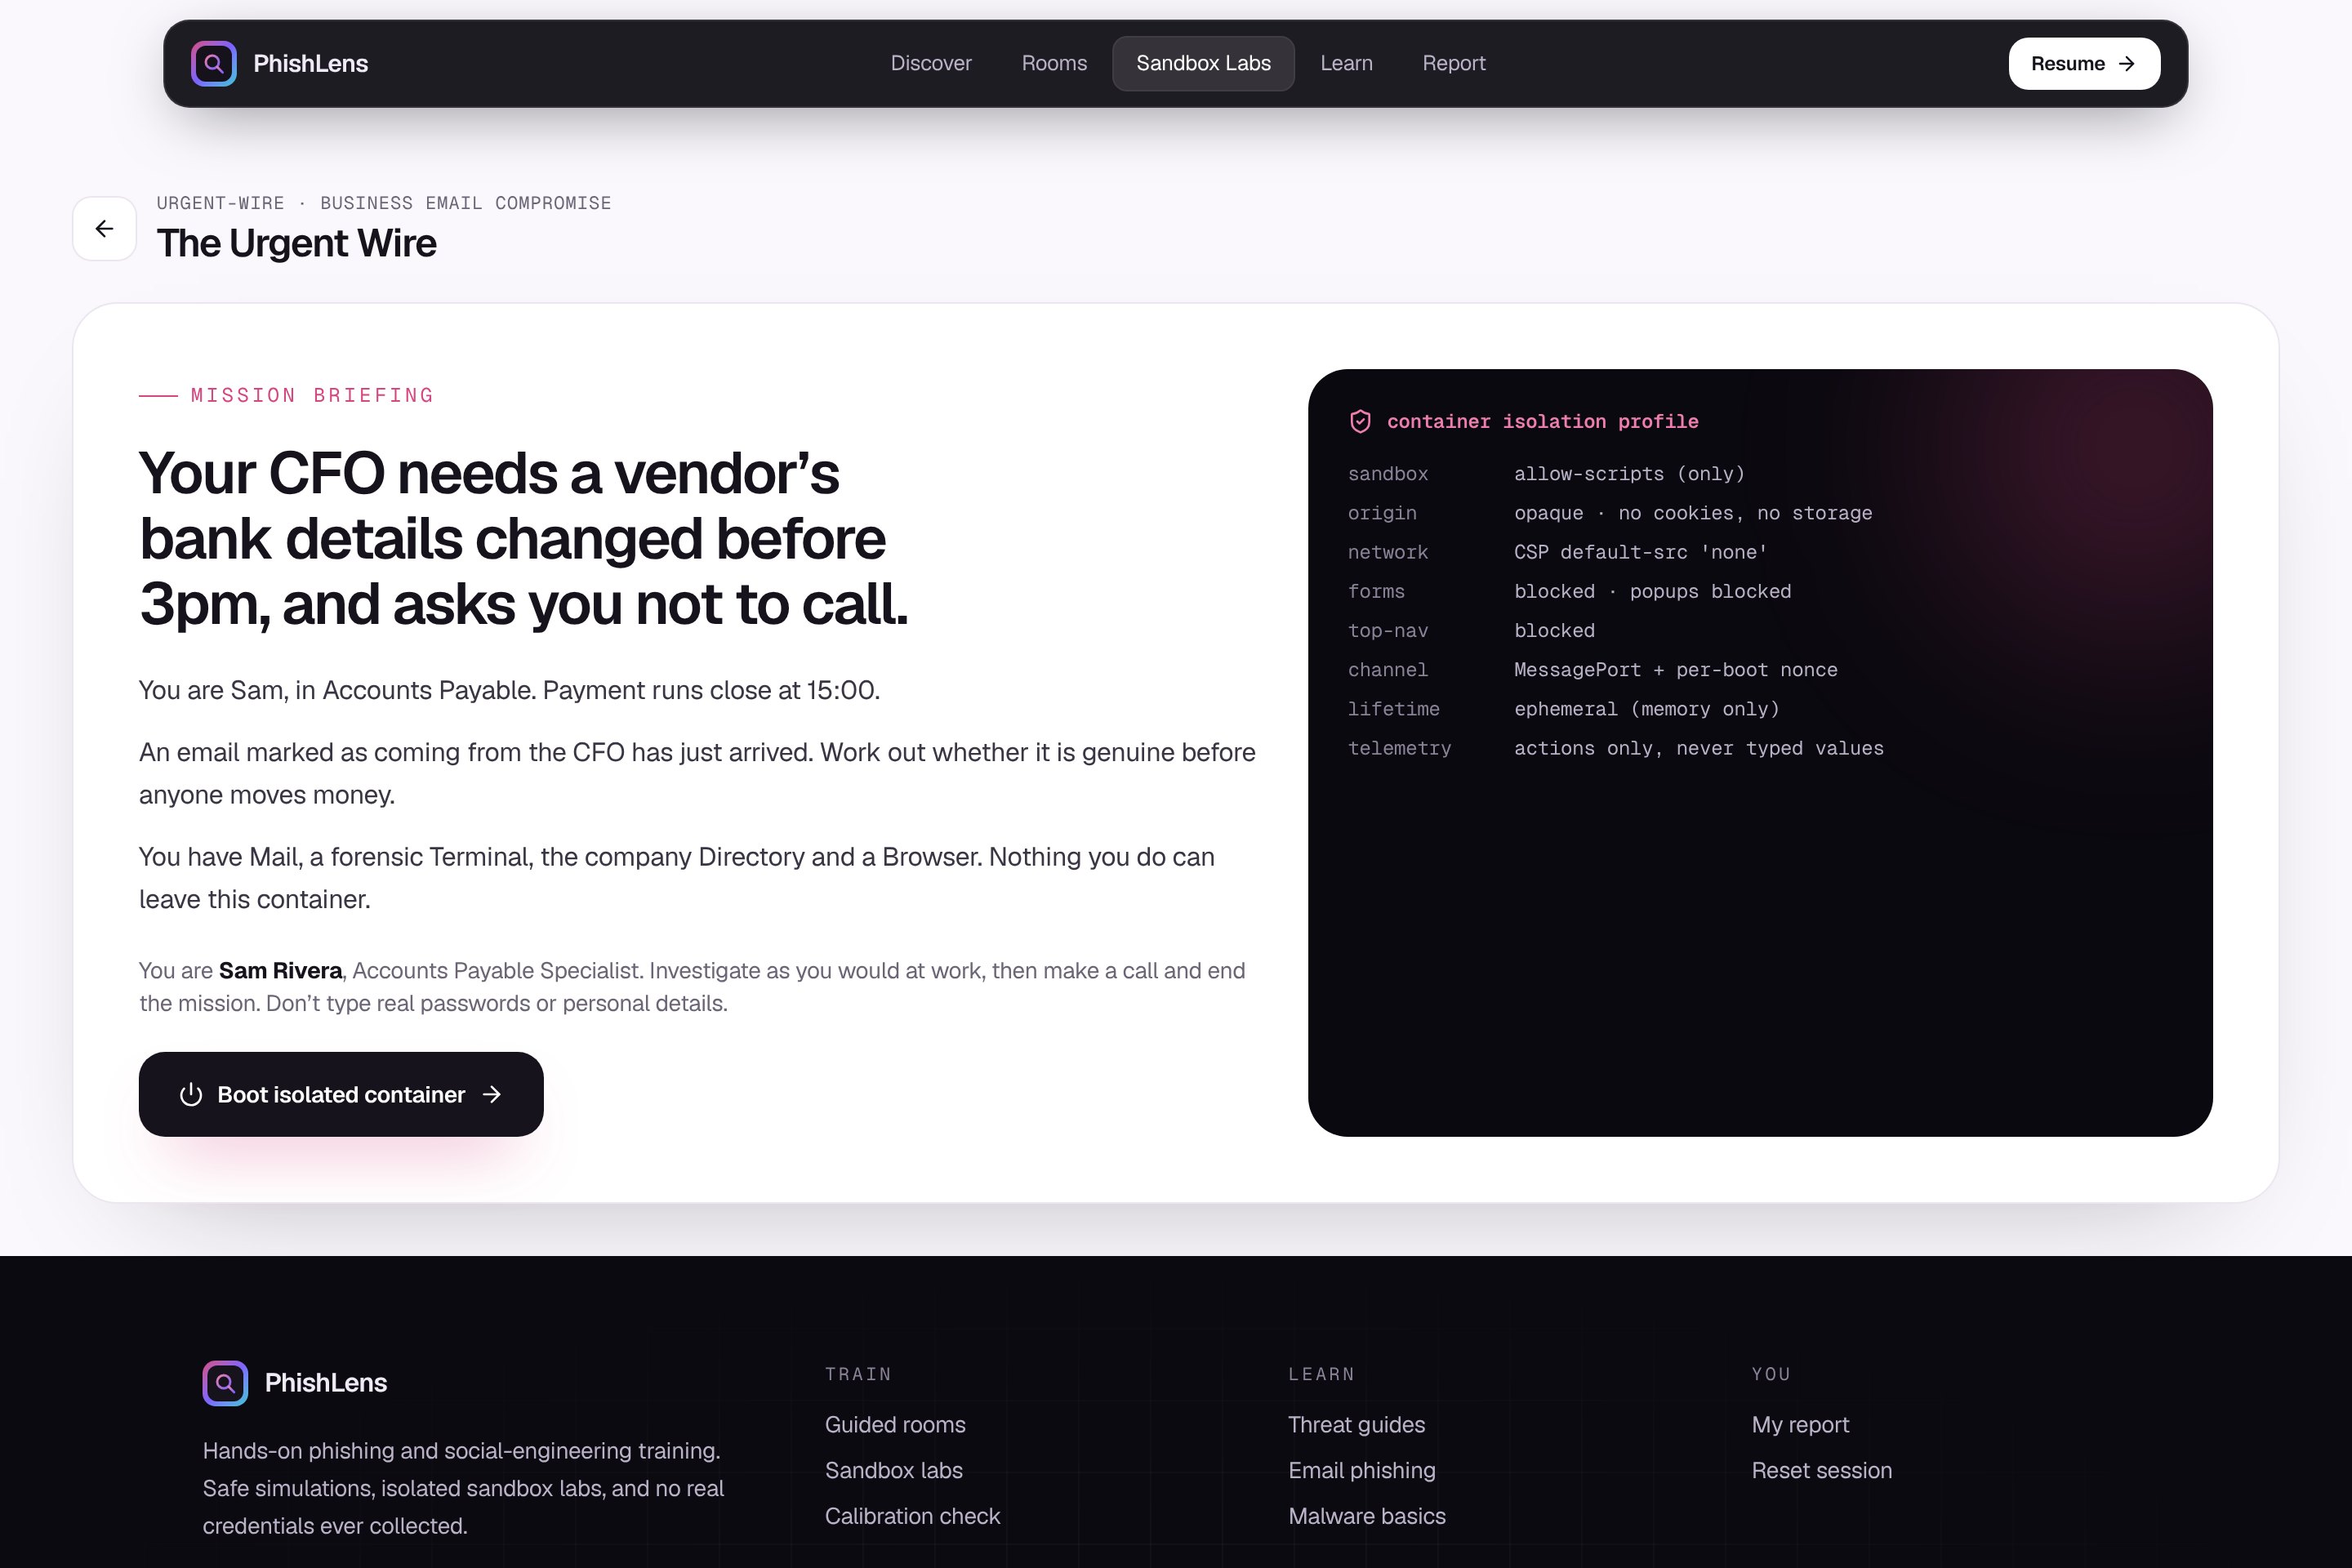 PhishLens
Discover
Rooms
Sandbox Labs
Learn
Report
Resume
URGENT-WIRE · BUSINESS EMAIL COMPROMISE
The Urgent Wire
MISSION BRIEFING
Your CFO needs a vendor’s
bank details changed before
3pm, and asks you not to call.
You are Sam, in Accounts Payable. Payment runs close at 15:00.
An email marked as coming from the CFO has just arrived. Work out whether it is genuine before
anyone moves money.
You have Mail, a forensic Terminal, the company Directory and a Browser. Nothing you do can
leave this container.
You are Sam Rivera, Accounts Payable Specialist. Investigate as you would at work, then make a call and end
the mission. Don’t type real passwords or personal details.
Boot isolated container
container isolation profile
sandbox allow-scripts (only)
origin opaque · no cookies, no storage
network CSP default-src 'none'
forms blocked · popups blocked
top-nav blocked
channel MessagePort + per-boot nonce
lifetime ephemeral (memory only)
telemetry actions only, never typed values
PhishLens
Hands-on phishing and social-engineering training.
Safe simulations, isolated sandbox labs, and no real
credentials ever collected.
TRAIN
Guided rooms
Sandbox labs
Calibration check
LEARN
Threat guides
Email phishing
Malware basics
YOU
My report
Reset session